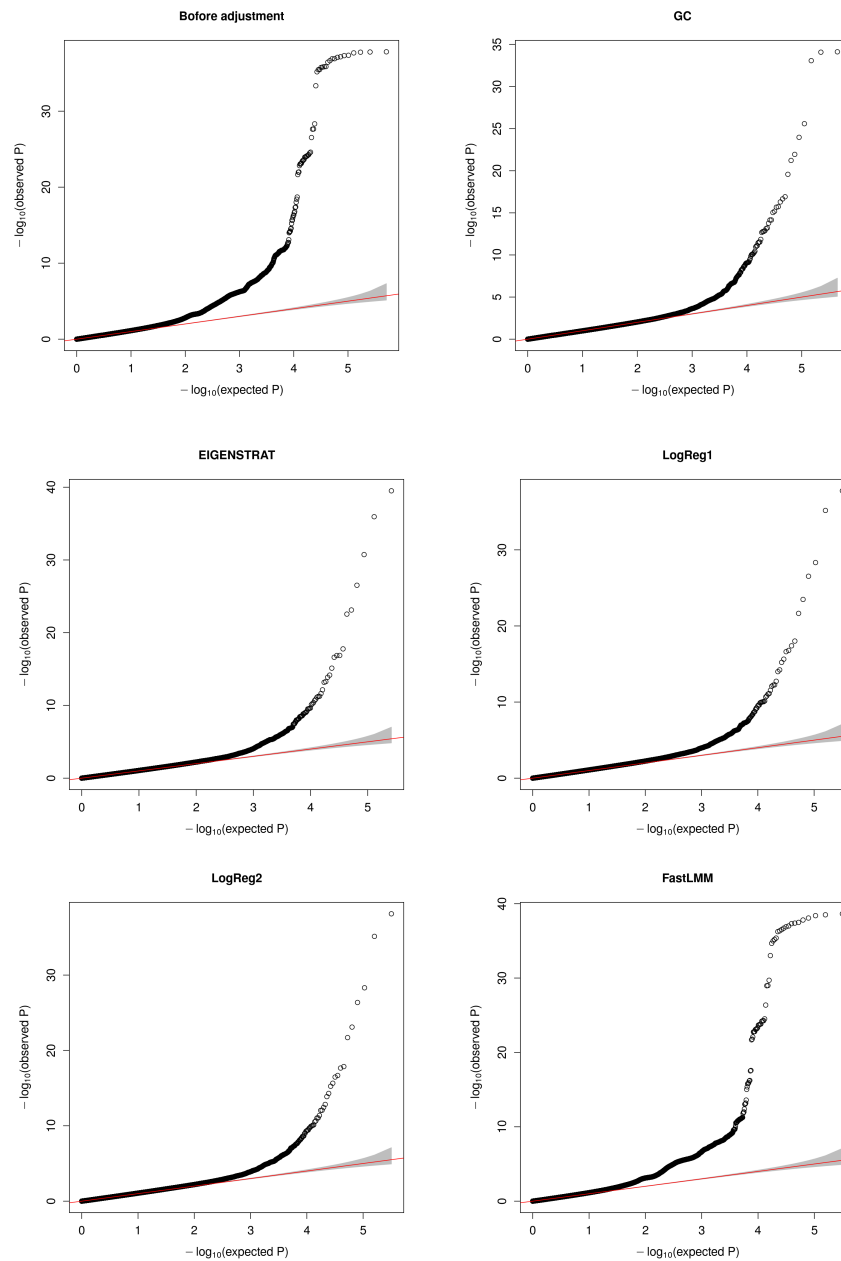 Bofore adjustment
− log10(observed P)
0 10 20 30
0 1 2 3 4 5
− log10(expected P)
GC
− log10(observed P)
0 5 10 15 20 25 30 35
0 1 2 3 4 5
− log10(expected P)
EIGENSTRAT
− log10(observed P)
0 10 20 30 40
0 1 2 3 4 5
− log10(expected P)
LogReg1
− log10(observed P)
0 10 20 30
0 1 2 3 4 5
− log10(expected P)
LogReg2
− log10(observed P)
0 10 20 30
0 1 2 3 4 5
− log10(expected P)
FastLMM
− log10(observed P)
0 10 20 30 40
0 1 2 3 4 5
− log10(expected P)